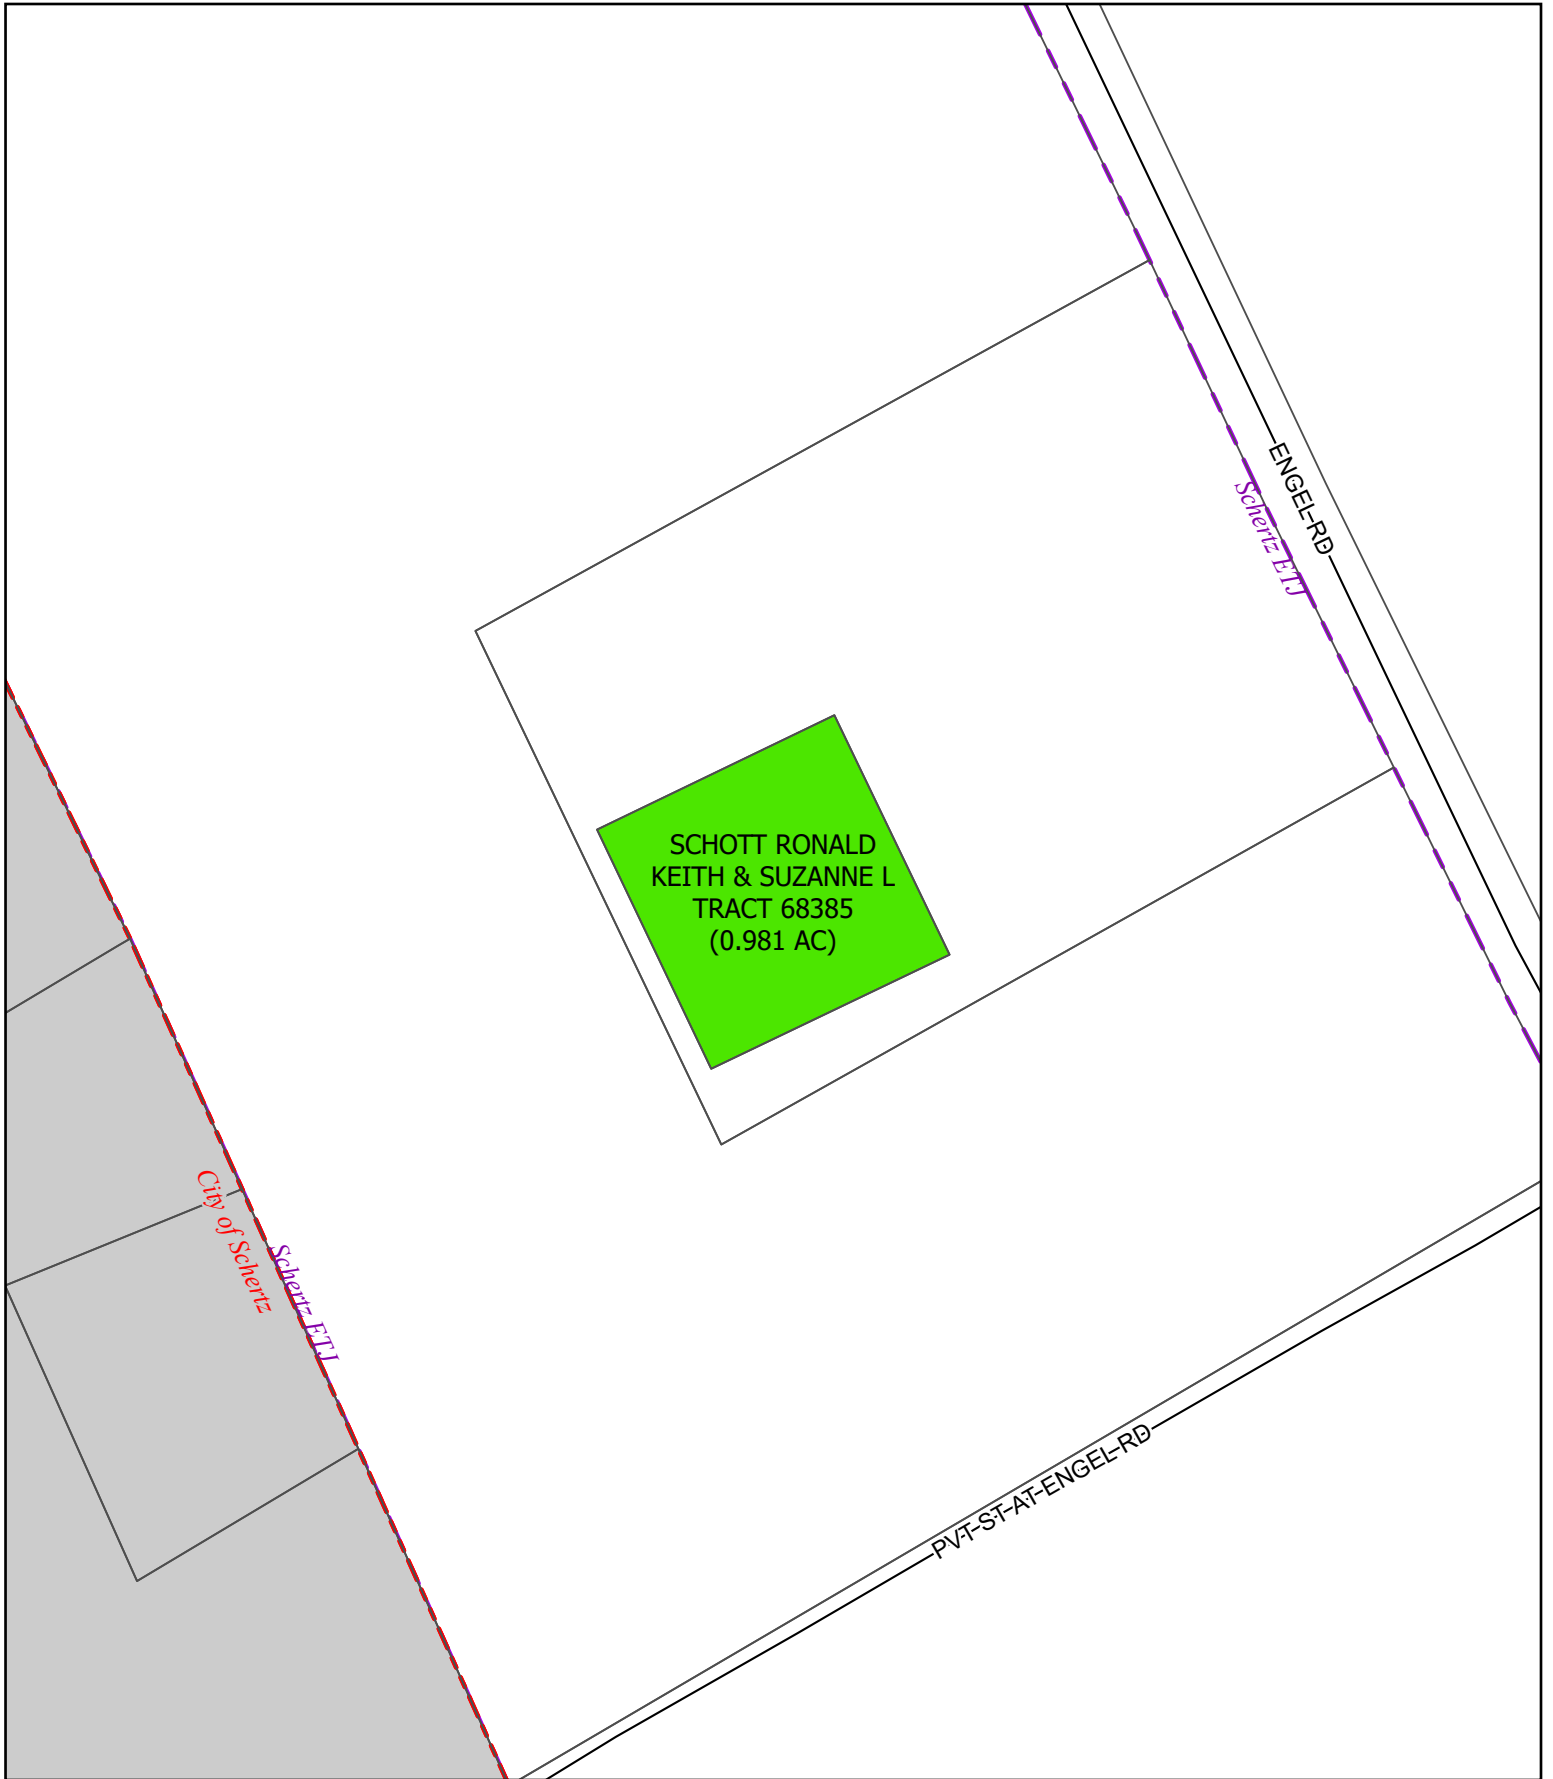 ENGEL RD
Schertz ETJ
SCHOTT RONALD
KEITH & SUZANNE L
TRACT 68385
(0.981 AC)
City of Schertz
Schertz ETJ
PVT ST AT ENGEL RD